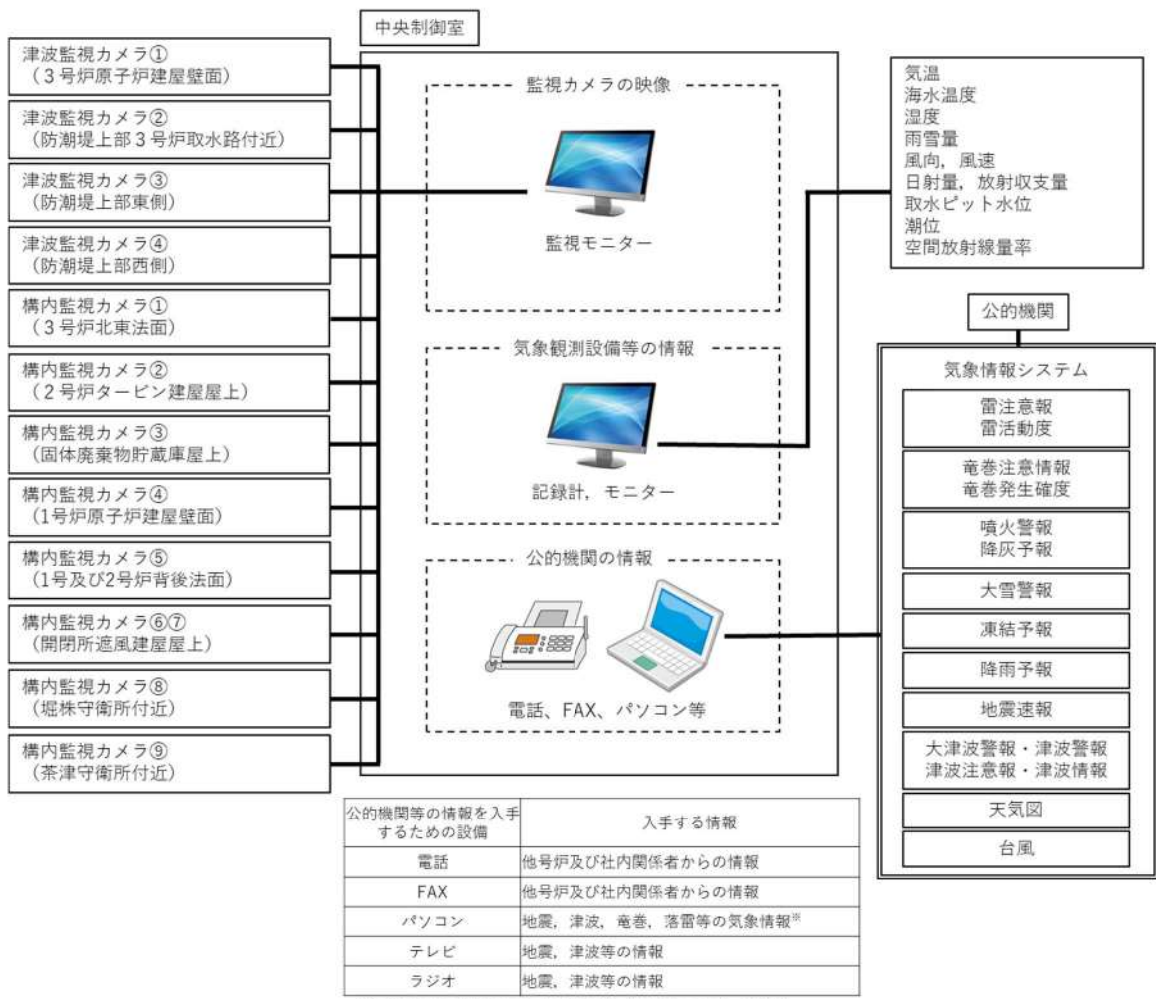 中央制御室
津波監視カメラ①
（３号炉原子炉建屋壁面）
津波監視カメラ②
（防潮堤上部３号炉取水路付近）
津波監視カメラ③
（防潮堤上部東側）
津波監視カメラ④
（防潮堤上部西側）
構内監視カメラ①
（３号炉北東法面）
構内監視カメラ②
（２号炉タービン建屋屋上）
構内監視カメラ③
（固体廃棄物貯蔵庫屋上）
構内監視カメラ④
（1号炉原子炉建屋壁面）
構内監視カメラ⑤
（1号及び2号炉背後法面）
構内監視カメラ⑥⑦
（開閉所遮風建屋屋上）
構内監視カメラ⑧
（堀株守衛所付近）
構内監視カメラ⑨
（茶津守衛所付近）
監視カメラの映像
監視モニター
気象観測設備等の情報
記録計，モニター
公的機関の情報
電話、FAX、パソコン等
気温
海水温度
湿度
雨雪量
風向，風速
日射量，放射収支量
取水ピット水位
潮位
空間放射線量率
公的機関
気象情報システム
雷注意報
雷活動度
竜巻注意情報
竜巻発生確度
噴火警報
降灰予報
大雪警報
凍結予報
降雨予報
地震速報
大津波警報・津波警報
津波注意報・津波情報
天気図
台風
公的機関等の情報を入手
するための設備
入手する情報
電話
他号炉及び社内関係者からの情報
FAX
他号炉及び社内関係者からの情報
パソコン
地震，津波，竜巻，落雷等の気象情報※
テレビ
地震，津波等の情報
ラジオ
地震，津波等の情報